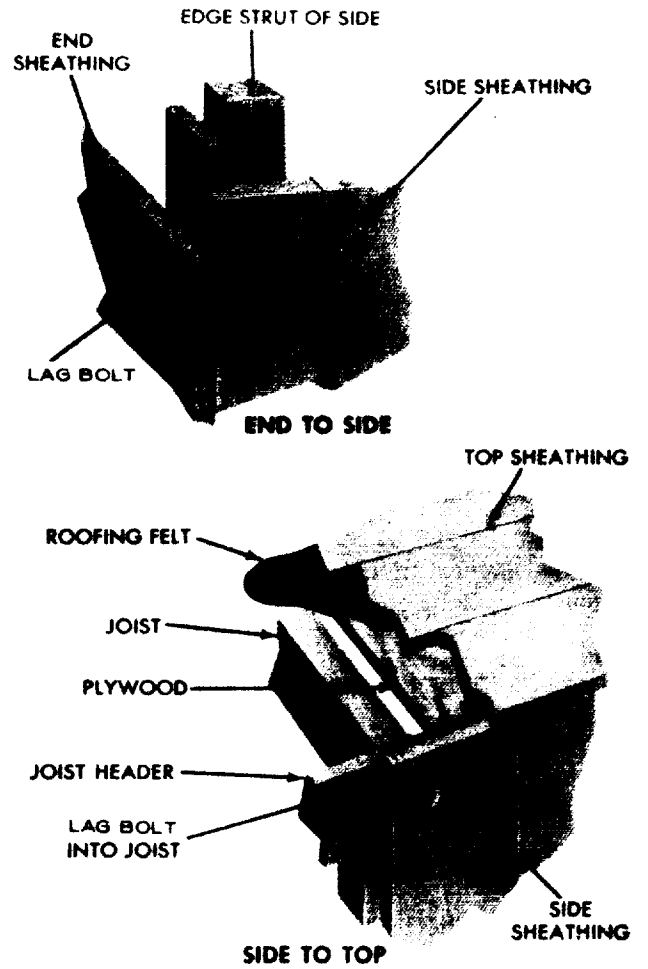 EDGE STRUT OF SIDE
END
SHEATHING
SIDE SHEATHING
LAG BOLT
END TO SIDE
TOP SHEATHING
ROOFING FELT
JOIST
PLYWOOD
JOIST HEADER
LAG BOLT
INTO JOIST
SIDE
SHEATHING
SIDE TO TOP